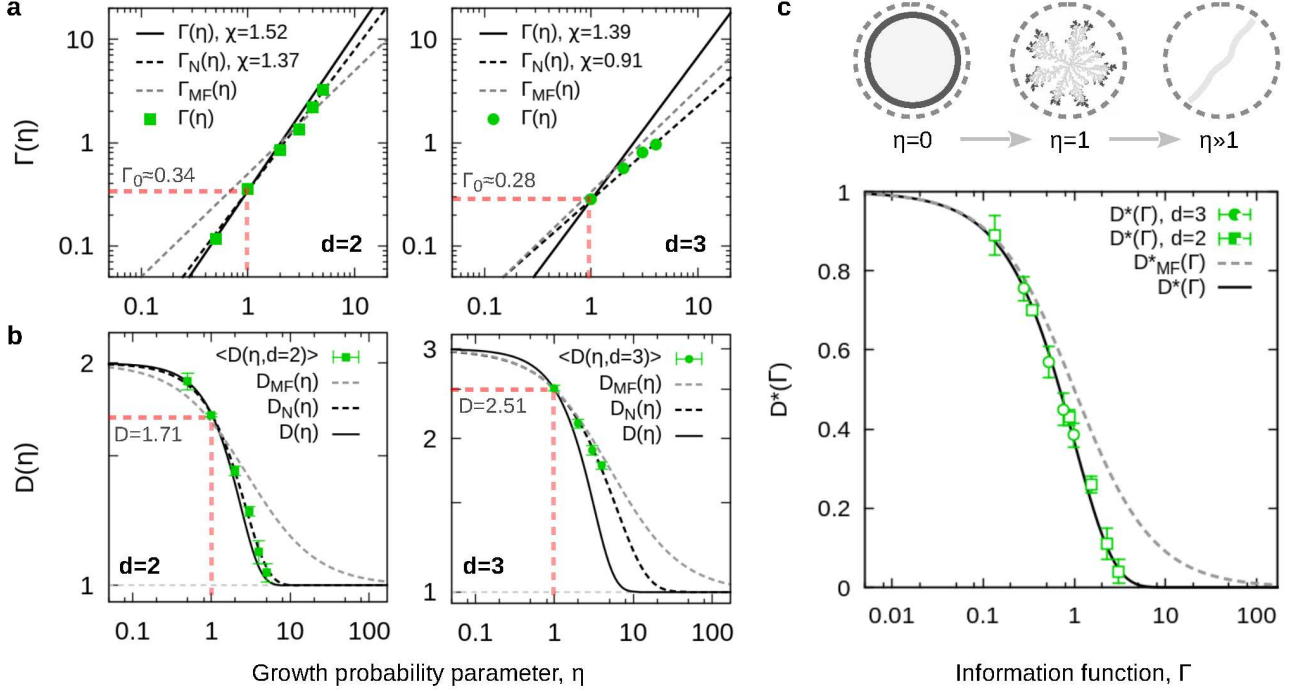 a
Γ(η)
10
1
0.1
Γ(η), χ=1.52
Γ_N(η), χ=1.37
Γ_MF(η)
Γ(η)
Γ₀≈0.34
d=2
0.1 1 10
10
1
0.1
Γ(η), χ=1.39
Γ_N(η), χ=0.91
Γ_MF(η)
Γ(η)
Γ₀≈0.28
d=3
0.1 1 10
b
D(η)
2
1
<D(η,d=2)>
D_MF(η)
D_N(η)
D(η)
D=1.71
d=2
0.1 1 10 100
3
2
1
<D(η,d=3)>
D_MF(η)
D_N(η)
D(η)
D=2.51
d=3
0.1 1 10 100
Growth probability parameter, η
c
η=0 η=1 η»1
D*(Γ)
1
0.8
0.6
0.4
0.2
0
D*(Γ), d=3
D*(Γ), d=2
D*_MF(Γ)
D*(Γ)
0.01 0.1 1 10 100
Information function, Γ